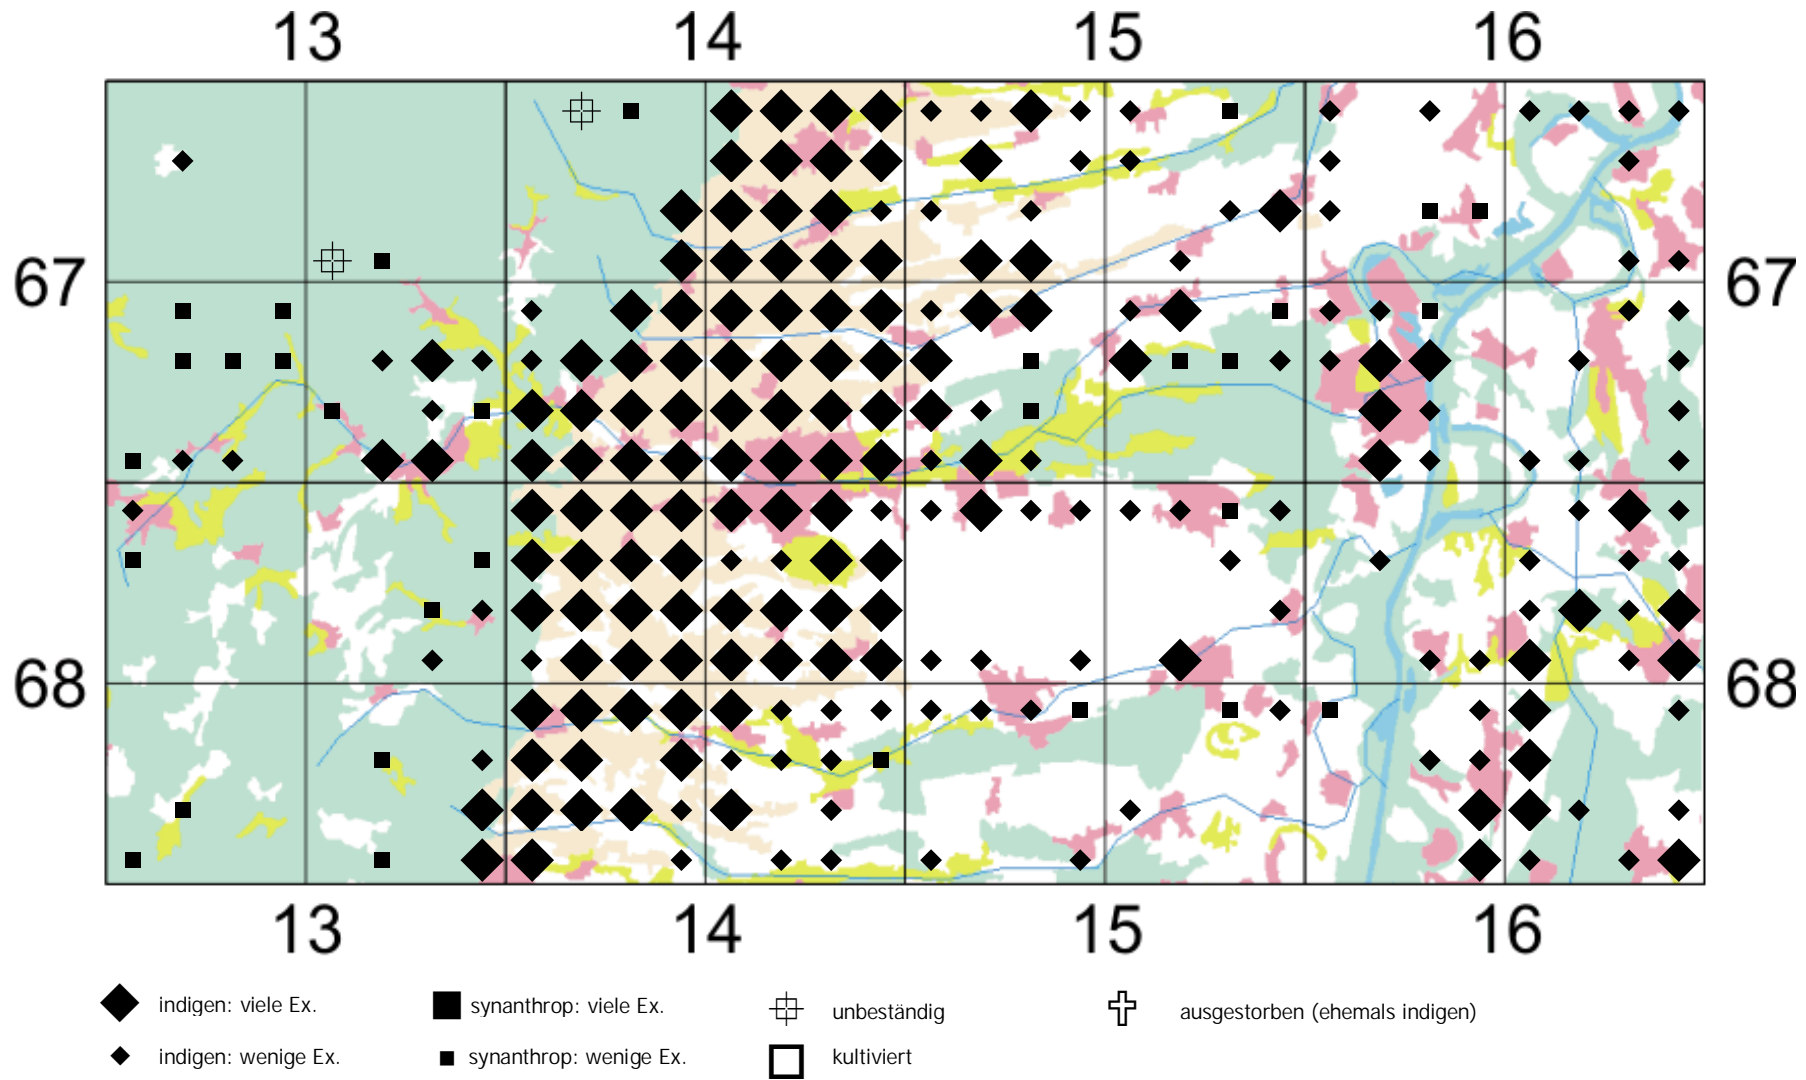 13 14 15 16
67 67
68 68
13 14 15 16
indigen: viele Ex. synanthrop: viele Ex. unbeständig ausgestorben (ehemals indigen)
indigen: wenige Ex. synanthrop: wenige Ex. kultiviert